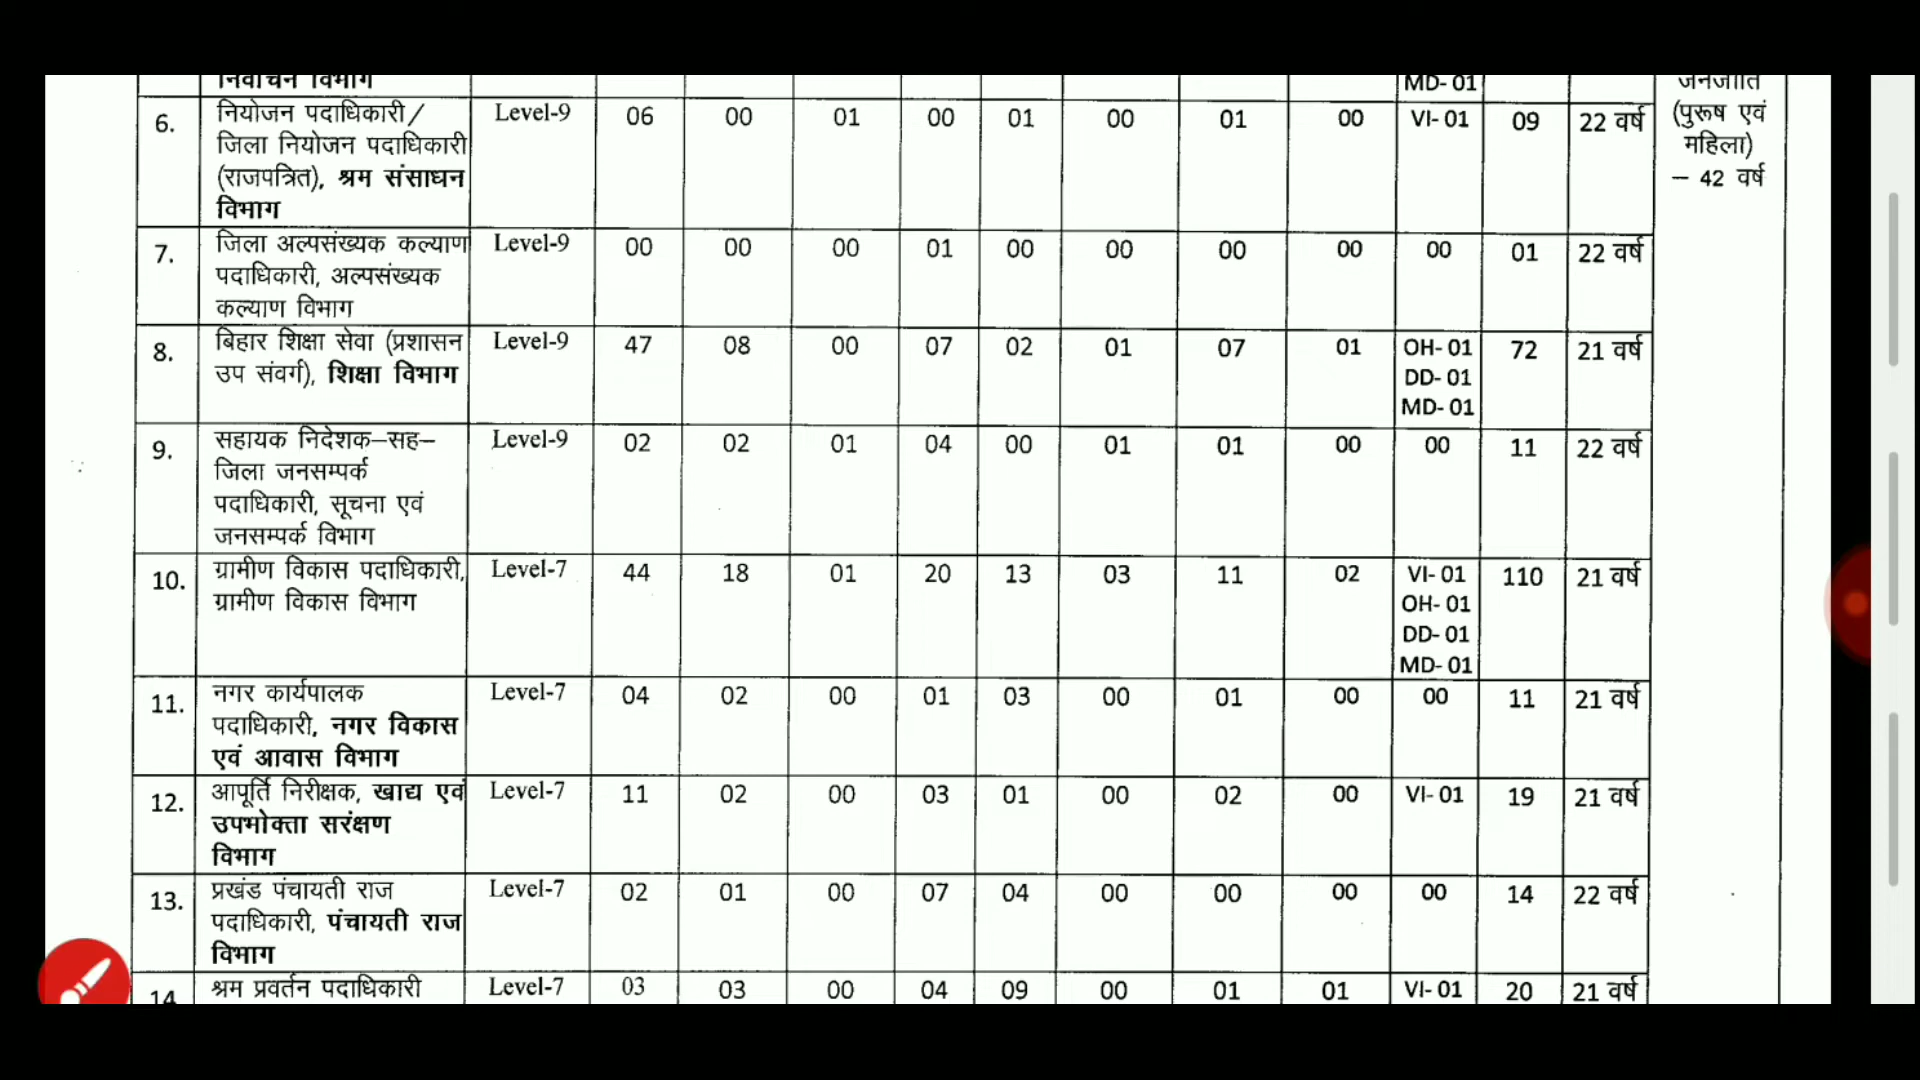 निर्वाचन विभाग MD- 01 जनजाति
6. नियोजन पदाधिकारी/ Level-9 06 00 01 00 01 00 01 00 VI- 01 09 22 वर्ष (पुरूष एवं
जिला नियोजन पदाधिकारी महिला)
(राजपत्रित), श्रम संसाधन – 42 वर्ष
विभाग
7. जिला अल्पसंख्यक कल्याण Level-9 00 00 00 01 00 00 00 00 00 01 22 वर्ष
पदाधिकारी, अल्पसंख्यक
कल्याण विभाग
8. बिहार शिक्षा सेवा (प्रशासन Level-9 47 08 00 07 02 01 07 01 OH- 01 72 21 वर्ष
उप संवर्ग), शिक्षा विभाग DD- 01
MD- 01
9. सहायक निदेशक–सह– Level-9 02 02 01 04 00 01 01 00 00 11 22 वर्ष
जिला जनसम्पर्क
पदाधिकारी, सूचना एवं
जनसम्पर्क विभाग
10. ग्रामीण विकास पदाधिकारी, Level-7 44 18 01 20 13 03 11 02 VI- 01 110 21 वर्ष
ग्रामीण विकास विभाग OH- 01
DD- 01
MD- 01
11. नगर कार्यपालक Level-7 04 02 00 01 03 00 01 00 00 11 21 वर्ष
पदाधिकारी, नगर विकास
एवं आवास विभाग
12. आपूर्ति निरीक्षक, खाद्य एवं Level-7 11 02 00 03 01 00 02 00 VI- 01 19 21 वर्ष
उपभोक्ता सरंक्षण
विभाग
13. प्रखंड पंचायती राज Level-7 02 01 00 07 04 00 00 00 00 14 22 वर्ष
पदाधिकारी, पंचायती राज
विभाग
14. श्रम प्रवर्तन पदाधिकारी Level-7 03 03 00 04 09 00 01 01 VI- 01 20 21 वर्ष